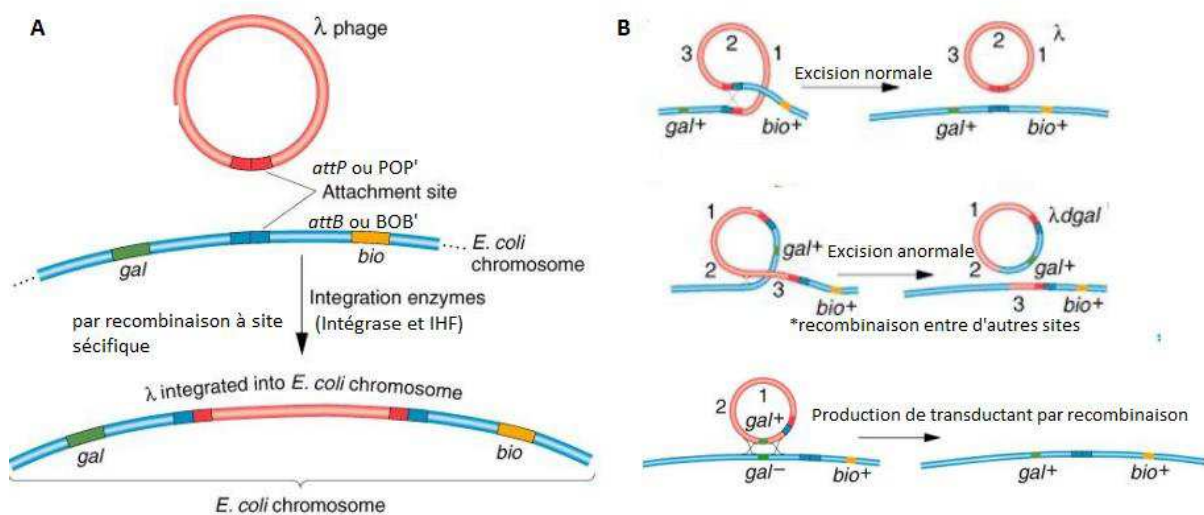 A
λ phage
attP ou POP'
Attachment site
attB ou BOB'
gal
bio
E. coli
chromosome
par recombinaison à site
sécifique
Integration enzymes
(Intégrase et IHF)
λ integrated into E. coli chromosome
gal
bio
E. coli chromosome
B
3
2
1
gal+
bio+
Excision normale
3
2
1
λ
gal+
bio+
1
2
3
gal+
bio+
Excision anormale
1
2
λdgal
gal+
3
bio+
*recombinaison entre d'autres sites
2
1
gal+
gal−
bio+
Production de transductant par recombinaison
gal+
bio+